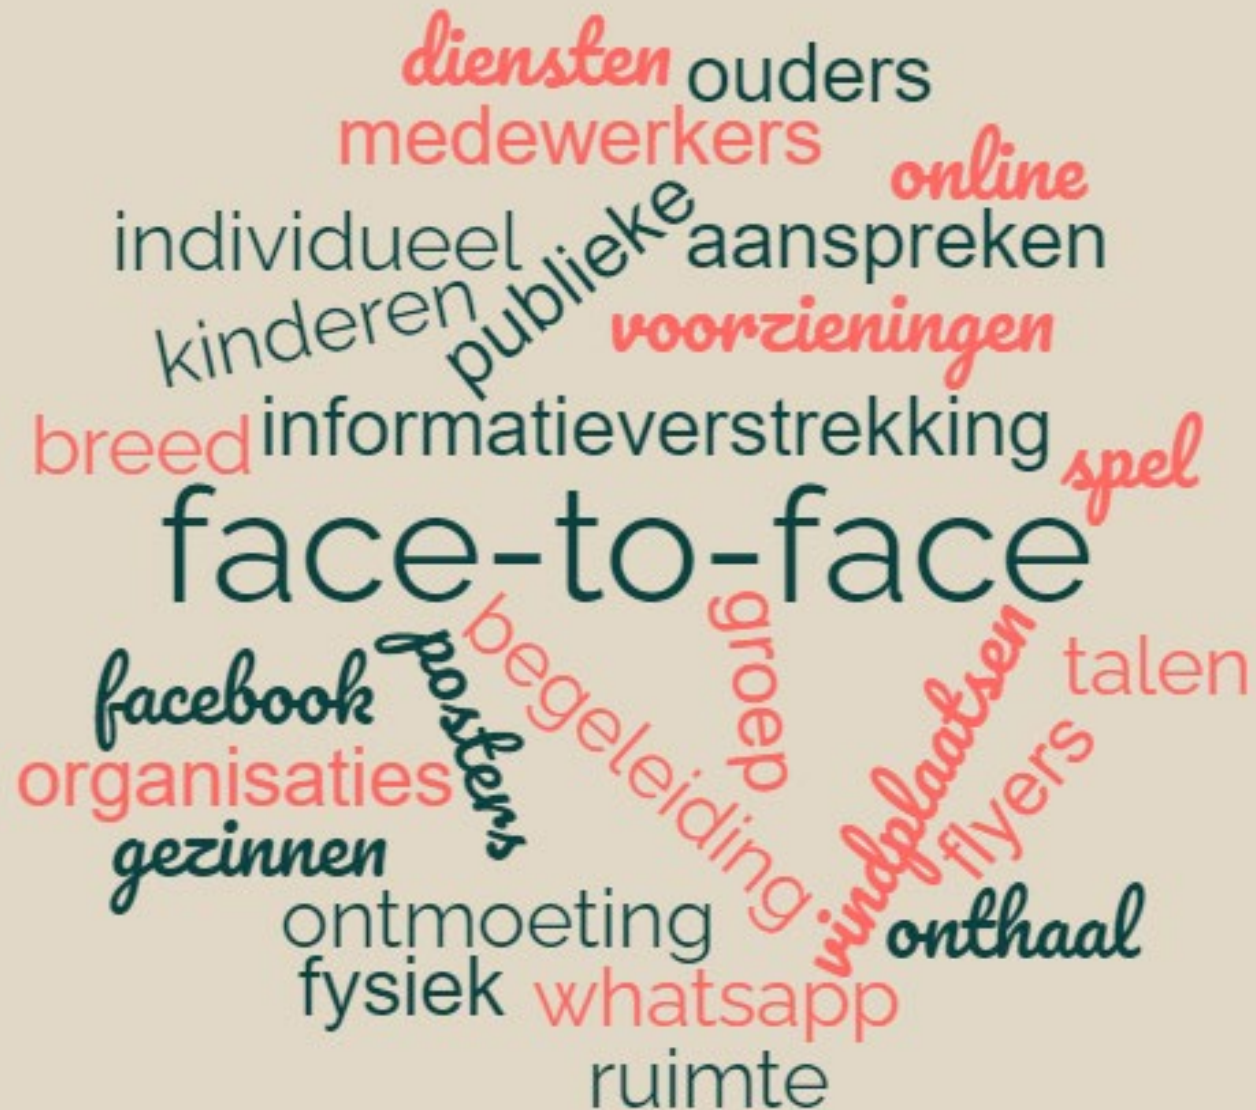 diensten
ouders
medewerkers
online
individueel
publieke
aanspreken
kinderen
voorzieningen
breed
informatieverstrekking
spel
face-to-face
facebook
posters
begeleiding
groep
vindplaatsen
talen
flyers
organisaties
gezinnen
ontmoeting
onthaal
fysiek
whatsapp
ruimte